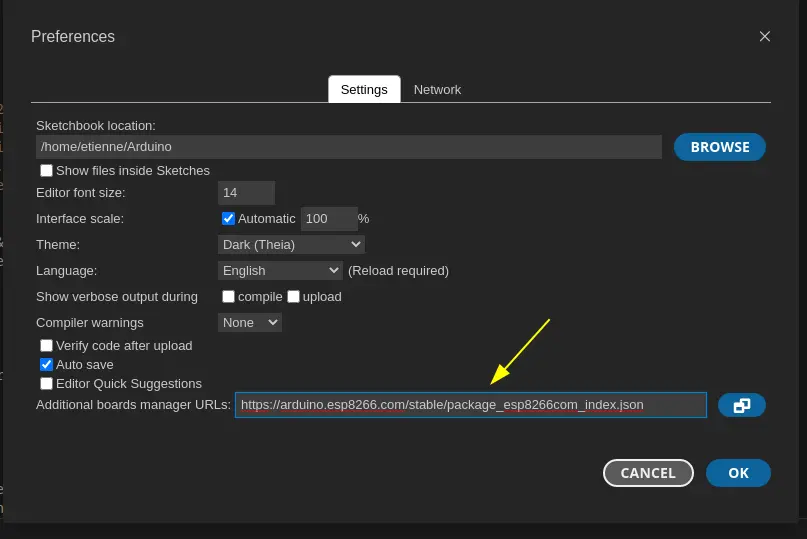 Preferences
Settings Network
Sketchbook location:
/home/etienne/Arduino BROWSE
Show files inside Sketches
Editor font size: 14
Interface scale: Automatic 100 %
Theme: Dark (Theia)
Language: English (Reload required)
Show verbose output during compile upload
Compiler warnings None
Verify code after upload
Auto save
Editor Quick Suggestions
Additional boards manager URLs: https://arduino.esp8266.com/stable/package_esp8266com_index.json
CANCEL OK